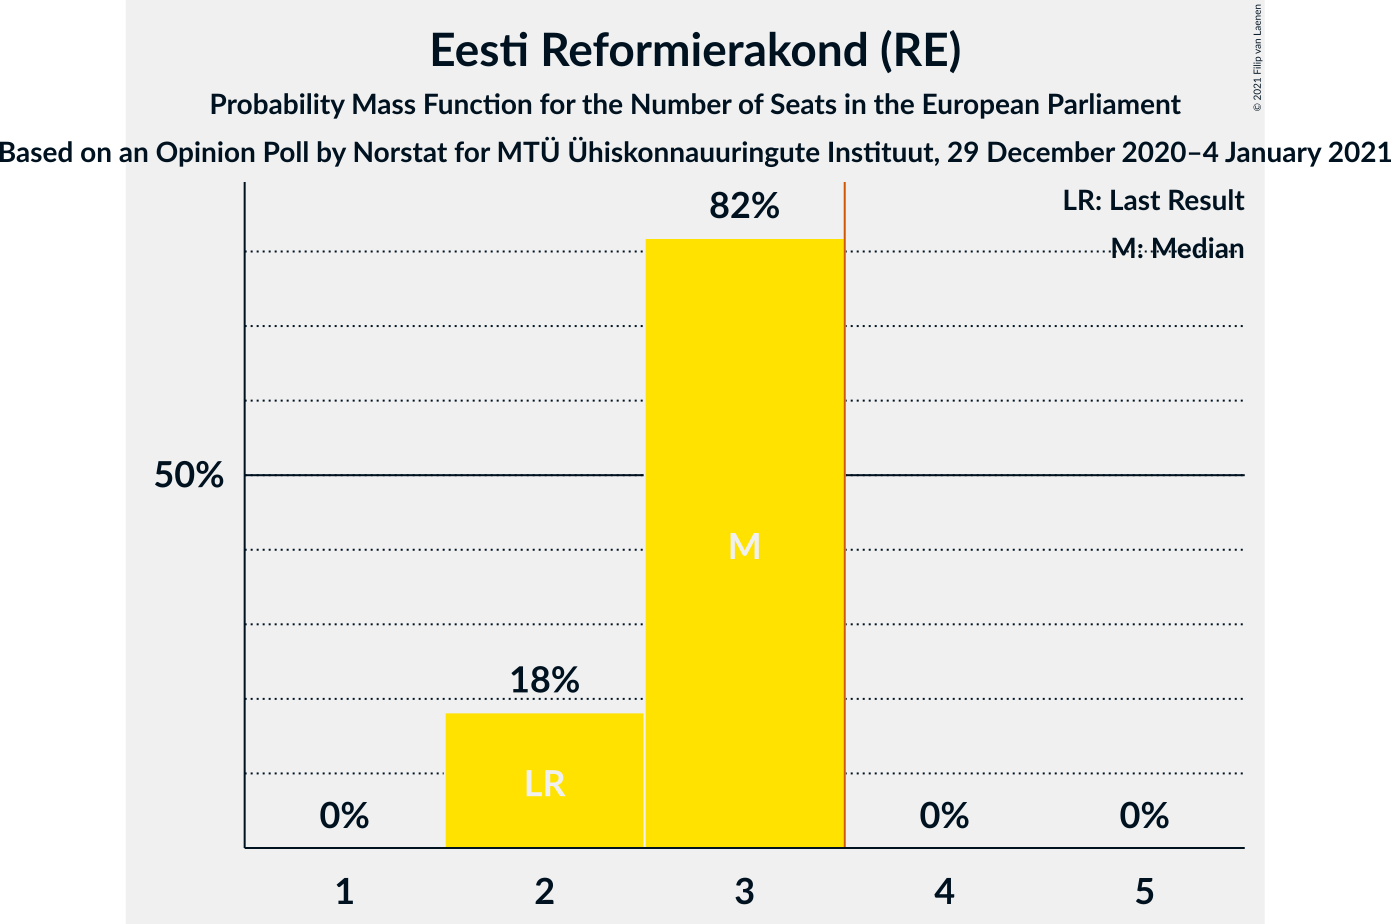 Eesti Reformierakond (RE)
Probability Mass Function for the Number of Seats in the European Parliament
Based on an Opinion Poll by Norstat for MTÜ Ühiskonnauuringute Instituut, 29 December 2020–4 January 2021
© 2021 Filip van Laenen
LR: Last Result
M: Median
82%
50%
M
18%
LR
0%
0%
0%
1
2
3
4
5